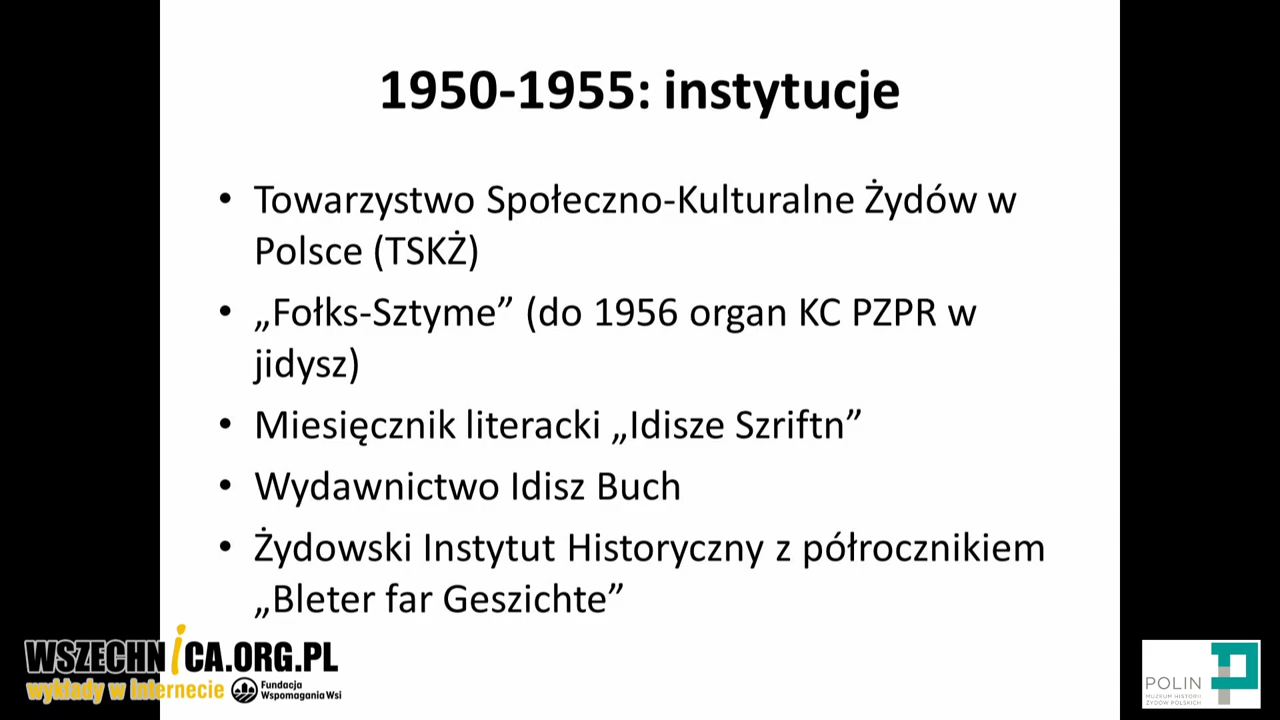 1950-1955: instytucje
• Towarzystwo Społeczno-Kulturalne Żydów w
Polsce (TSKŻ)
• „Fołks-Sztyme” (do 1956 organ KC PZPR w
jidysz)
• Miesięcznik literacki „Idisze Szriftn”
• Wydawnictwo Idisz Buch
• Żydowski Instytut Historyczny z półrocznikiem
„Bleter far Geszichte”
WSZECHNiCA.ORG.PL
wykłady w internecie
Fundacja
Wspomagania Wsi
POLIN
MUZEUM HISTORII
ŻYDÓW POLSKICH